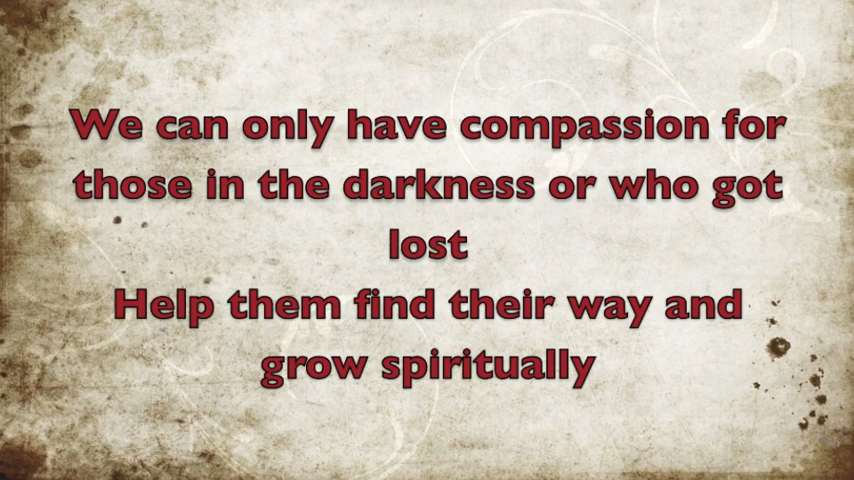 We can only have compassion for
those in the darkness or who got
lost
Help them find their way and
grow spiritually